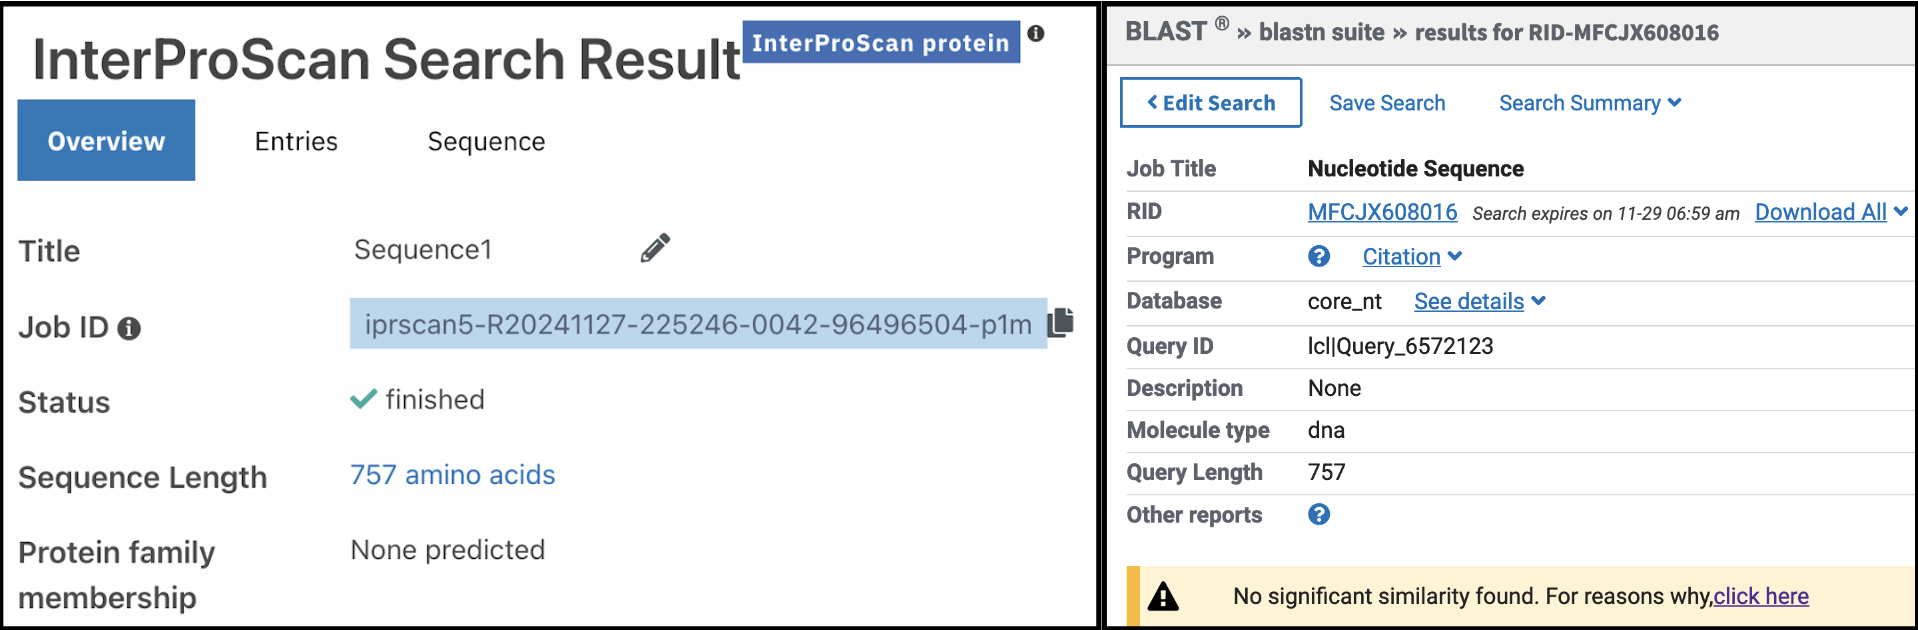 InterProScan Search Result InterProScan protein
Overview Entries Sequence
Title Sequence1
Job ID iprscan5-R20241127-225246-0042-96496504-p1m
Status finished
Sequence Length 757 amino acids
Protein family None predicted
membership
BLAST ® » blastn suite » results for RID-MFCJX608016
Edit Search Save Search Search Summary
Job Title Nucleotide Sequence
RID MFCJX608016 Search expires on 11-29 06:59 am Download All
Program ? Citation
Database core_nt See details
Query ID lcl|Query_6572123
Description None
Molecule type dna
Query Length 757
Other reports ?
No significant similarity found. For reasons why,click here